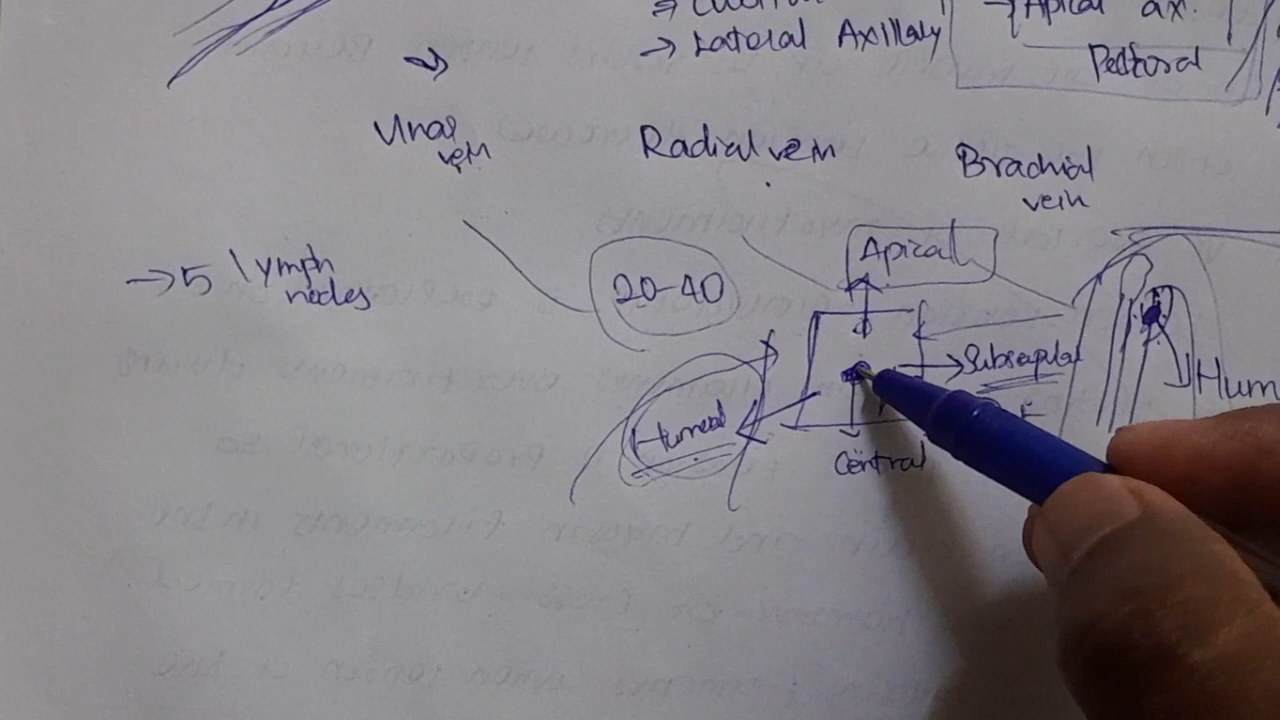 → Apical ax.
→ Lateral Axillary
Pectoral
Ulnar
vein
Radial vein
Brachial
vein
→ 5 lymph
nodes
20-40
Apical
Subscapular
Humeral
Hum
Central